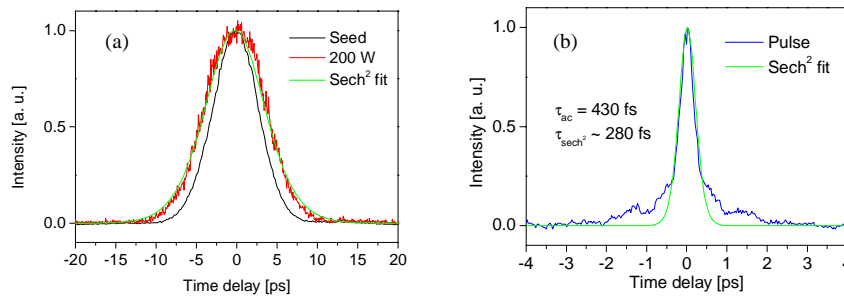 (a)
Seed
200 W
Sech² fit
Intensity [a. u.]
1.0
0.5
0.0
-20 -15 -10 -5 0 5 10 15 20
Time delay [ps]
(b)
Pulse
Sech² fit
τac = 430 fs
τsech² ~ 280 fs
Intensity [a. u.]
1.0
0.5
0.0
-4 -3 -2 -1 0 1 2 3 4
Time delay [ps]